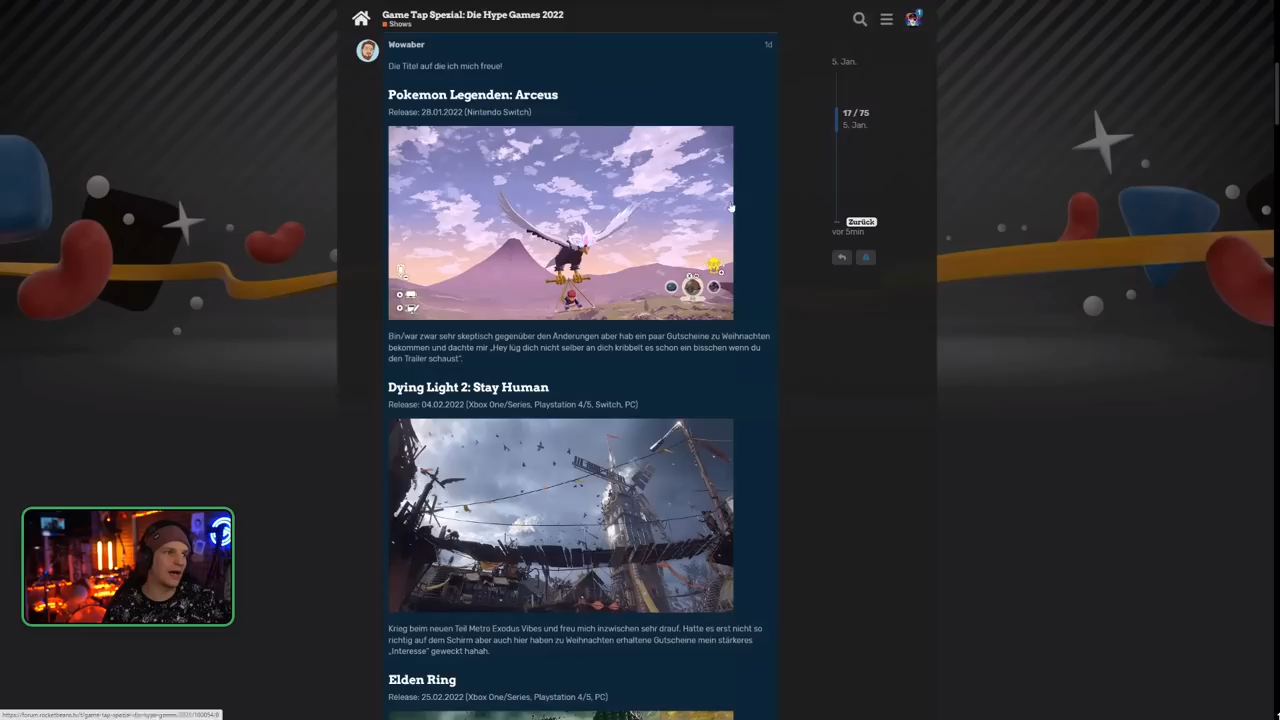 Game Tap Spezial: Die Hype Games 2022
Shows
1
Wowaber
1d
Die Titel auf die ich mich freue!
Pokemon Legenden: Arceus
Release: 28.01.2022 (Nintendo Switch)
Bin/war zwar sehr skeptisch gegenüber den Änderungen aber hab ein paar Gutscheine zu Weihnachten
bekommen und dachte mir „Hey lüg dich nicht selber an dich kribbelt es schon ein bisschen wenn du
den Trailer schaust“.
Dying Light 2: Stay Human
Release: 04.02.2022 (Xbox One/Series, Playstation 4/5, Switch, PC)
Krieg beim neuen Teil Metro Exodus Vibes und freu mich inzwischen sehr drauf. Hatte es erst nicht so
richtig auf dem Schirm aber auch hier haben zu Weihnachten erhaltene Gutscheine mein stärkeres
„Interesse“ geweckt hahah.
Elden Ring
Release: 25.02.2022 (Xbox One/Series, Playstation 4/5, PC)
5. Jan.
17 / 75
5. Jan.
Zurück
vor 5min